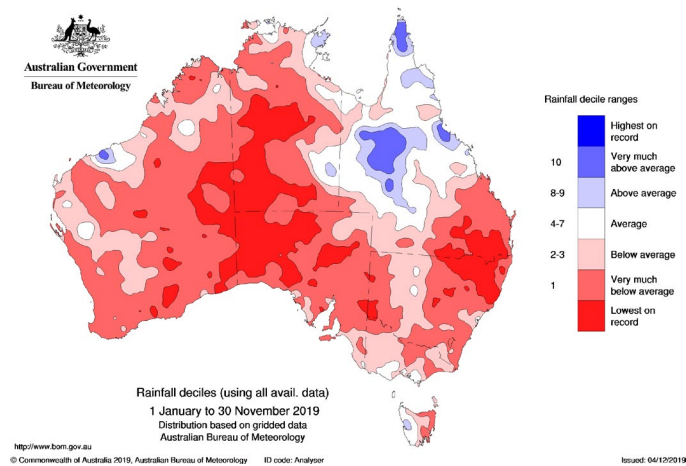 Australian Government
Bureau of Meteorology
Rainfall decile ranges
Highest on
record
10 Very much
above average
8-9 Above average
4-7 Average
2-3 Below average
1 Very much
below average
Lowest on
record
Rainfall deciles (using all avail. data)
1 January to 30 November 2019
Distribution based on gridded data
Australian Bureau of Meteorology
http://www.bom.gov.au
© Commonwealth of Australia 2019, Australian Bureau of Meteorology ID code: Analyser Issued: 04/12/2019